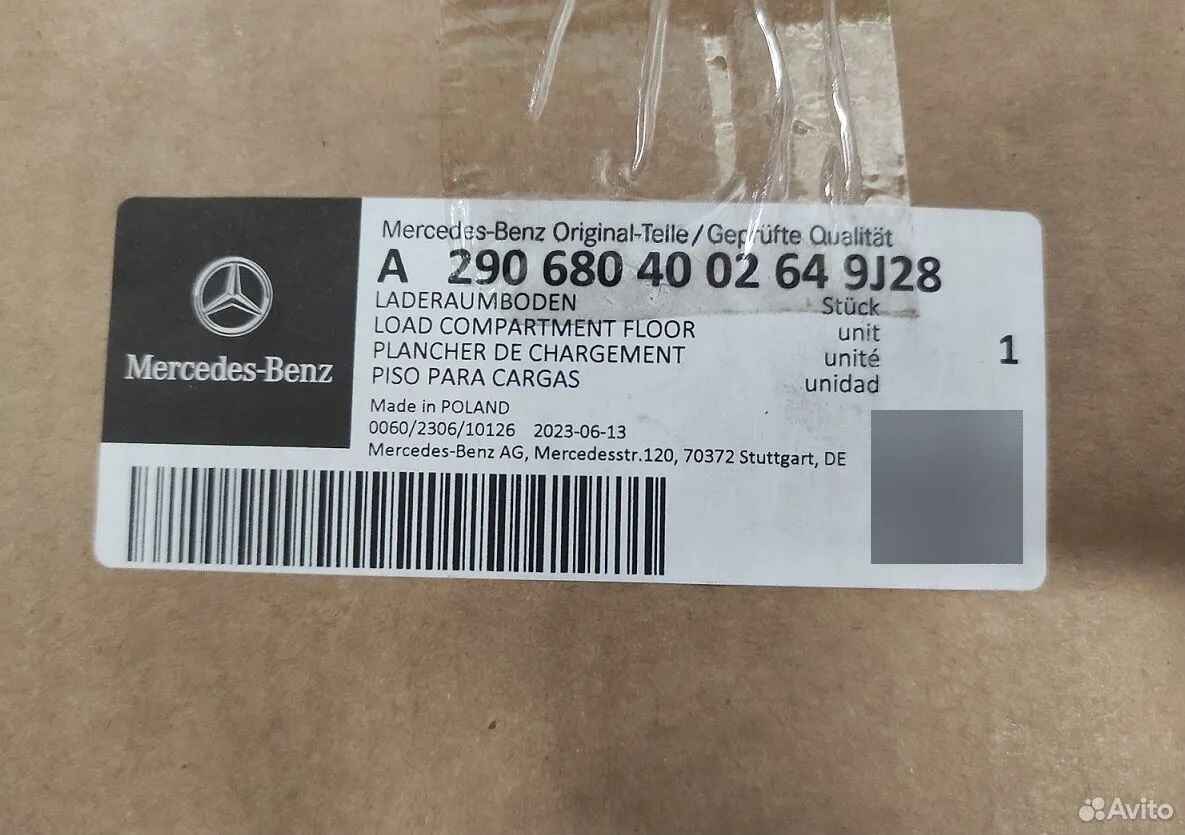 Mercedes-Benz Original-Teile/Geprüfte Qualität
A 290 680 40 02 64 9J28
LADERAUMBODEN Stück
LOAD COMPARTMENT FLOOR unit
PLANCHER DE CHARGEMENT unité
PISO PARA CARGAS unidad
1
Mercedes-Benz
Made in POLAND
0060/2306/10126 2023-06-13
Mercedes-Benz AG, Mercedesstr.120, 70372 Stuttgart, DE
Avito